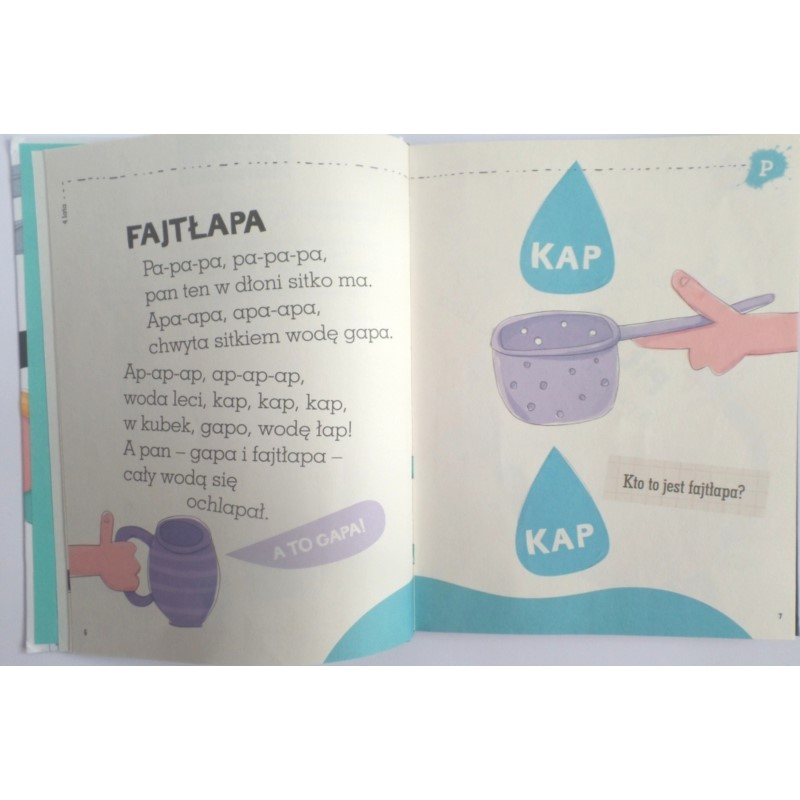 FAJTŁAPA
Pa-pa-pa, pa-pa-pa,
pan ten w dłoni sitko ma.
Apa-apa, apa-apa,
chwyta sitkiem wodę gapa.
Ap-ap-ap, ap-ap-ap,
woda leci, kap, kap, kap,
w kubek, gapo, wodę łap!
A pan – gapa i fajtłapa –
cały wodą się
ochlapał.
A TO GAPA!
P
KAP
KAP
Kto to jest fajtłapa?
7